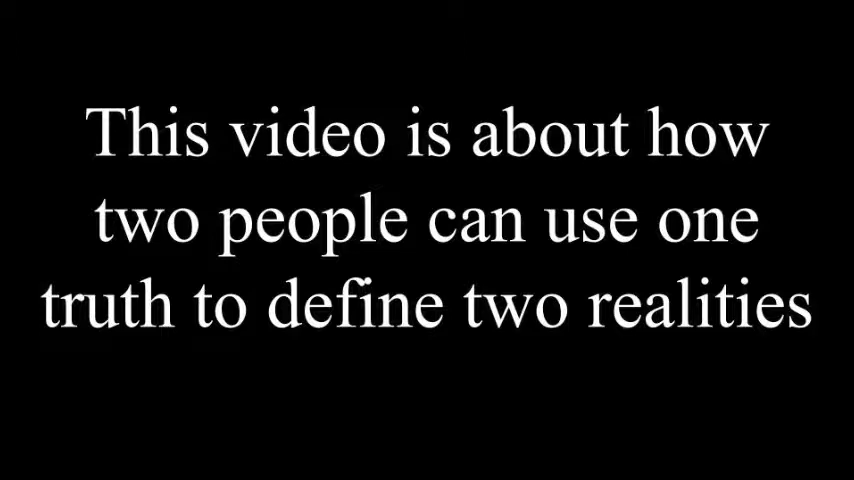 This video is about how
two people can use one
truth to define two realities